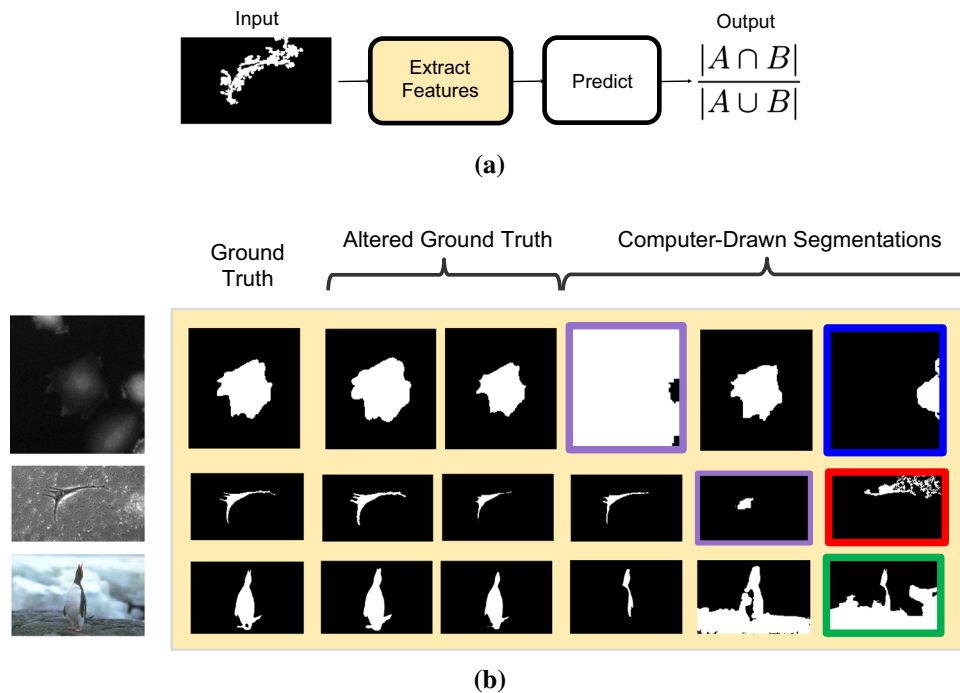 Input
Output
Extract
Features
Predict
|A ∩ B|
|A ∪ B|
(a)
Ground
Truth
Altered Ground Truth
Computer-Drawn Segmentations
(b)